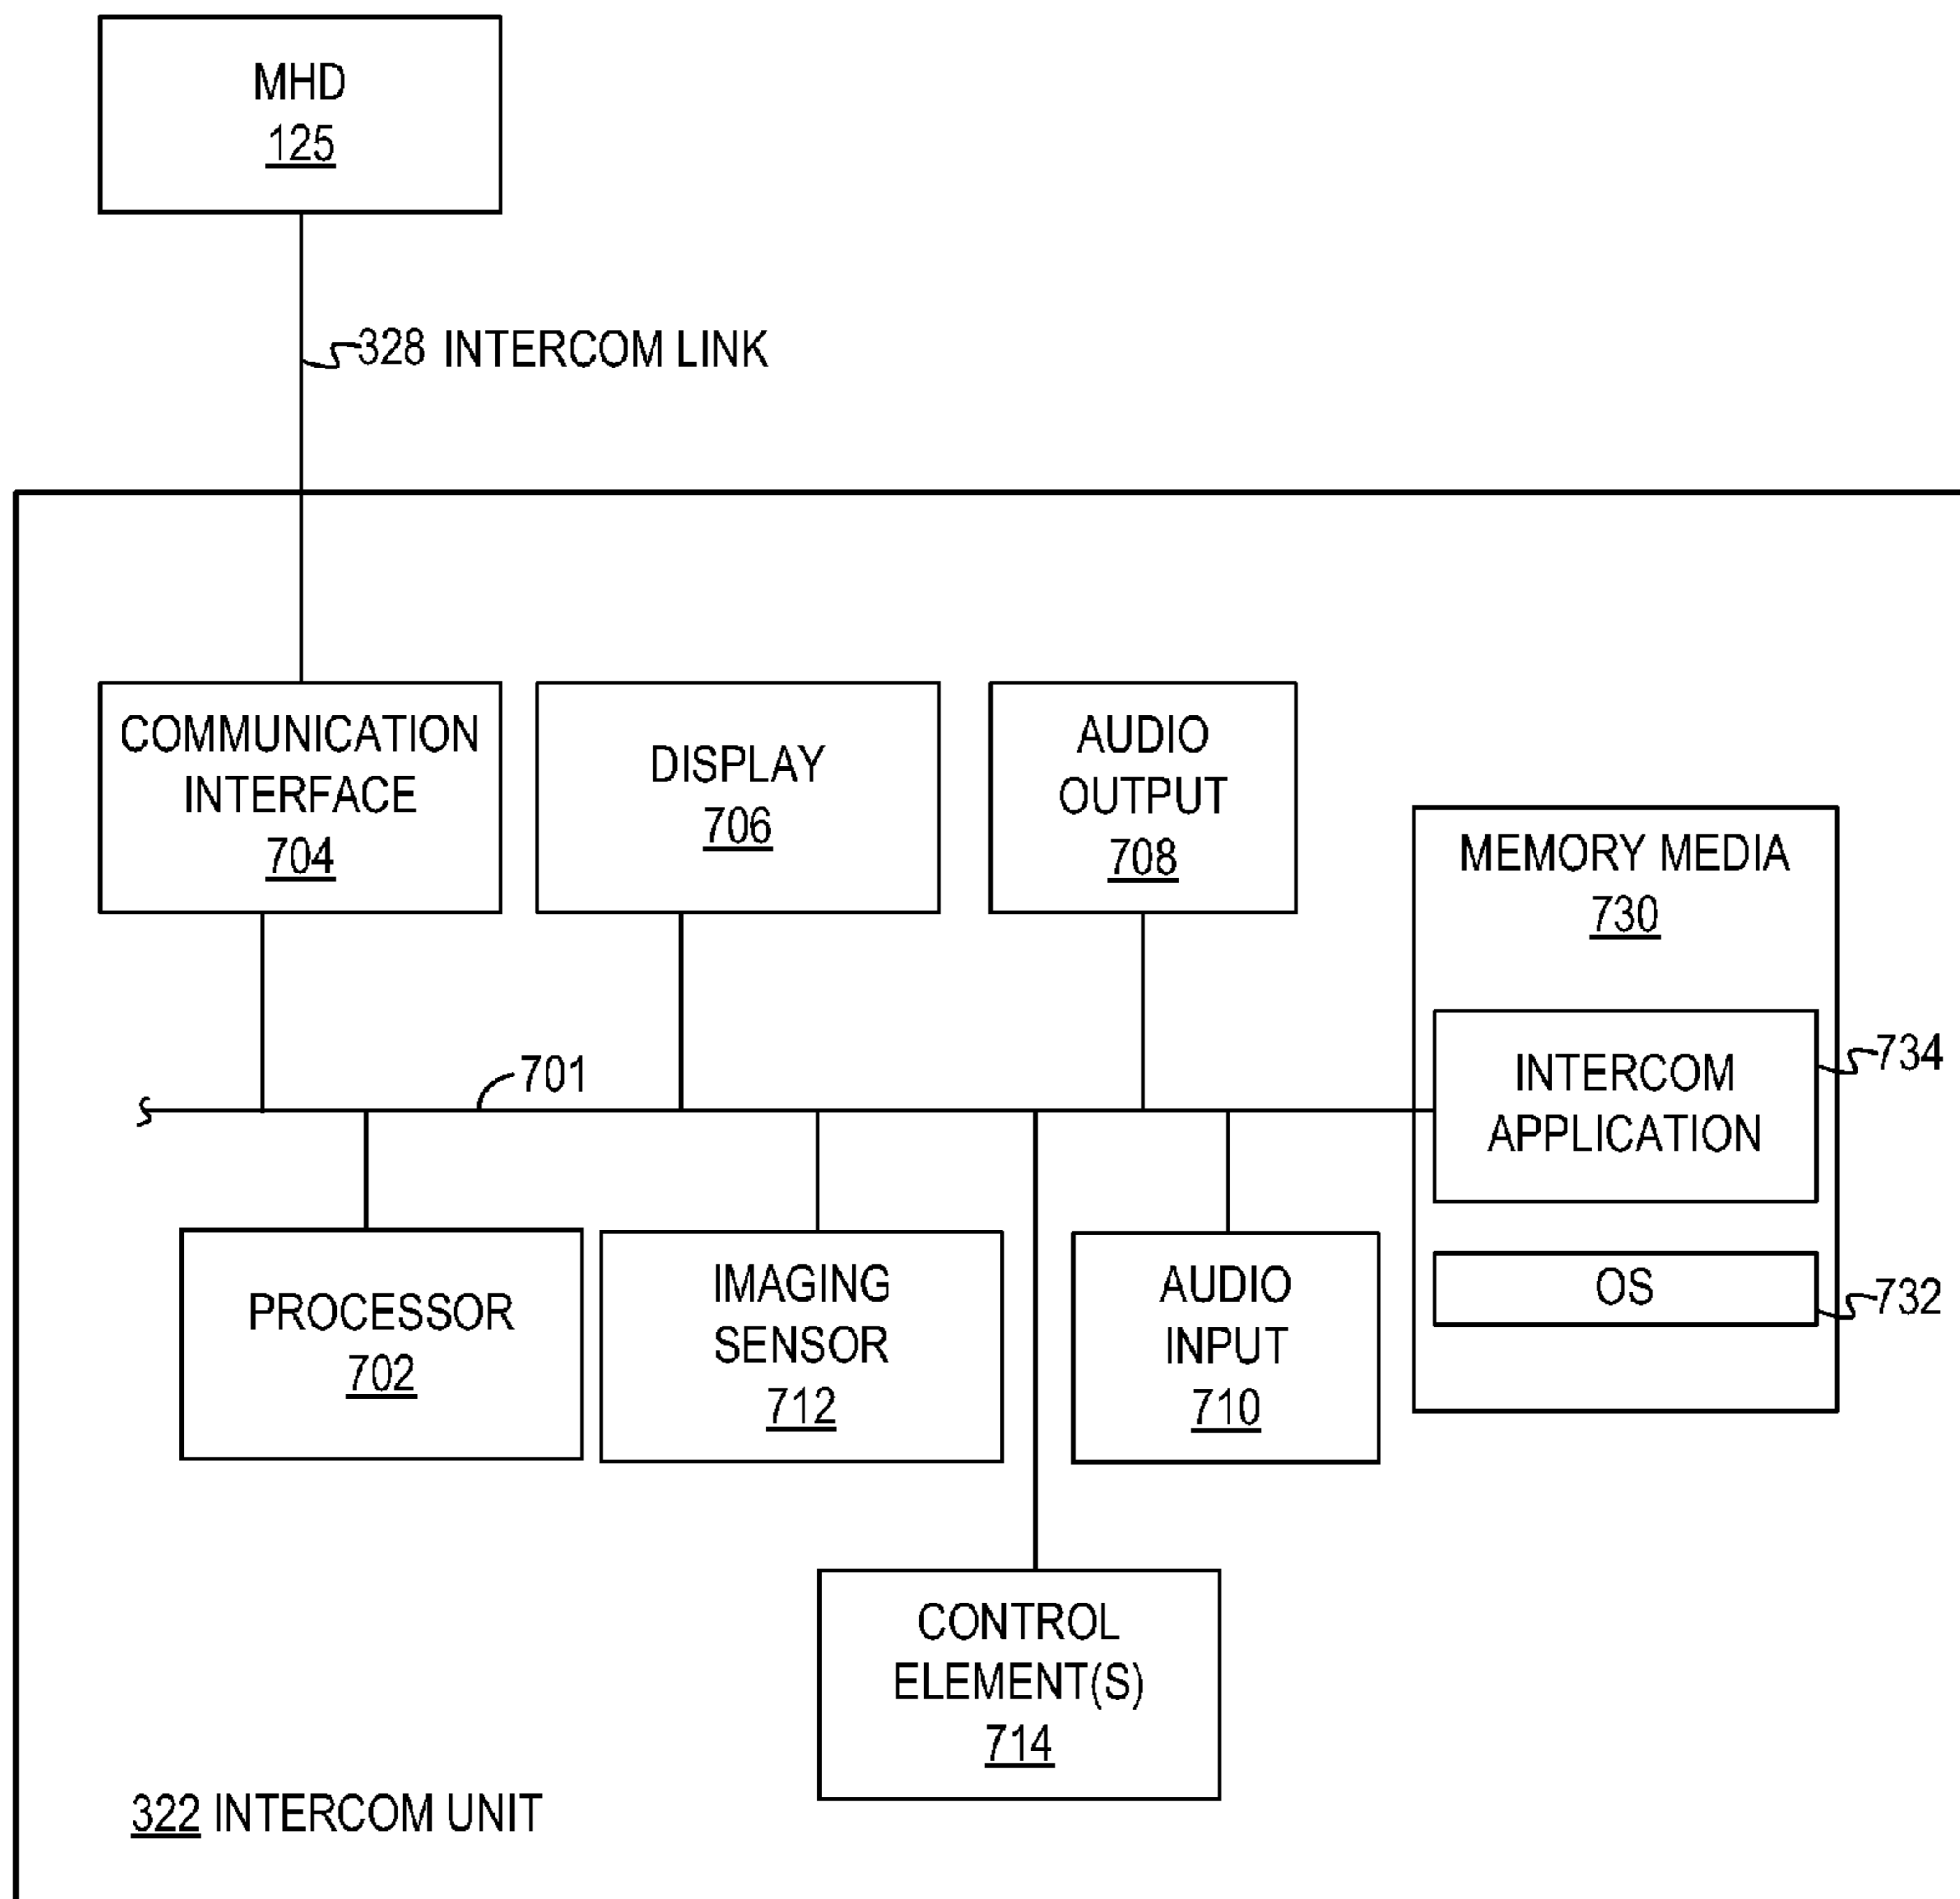 MHD
125
328 INTERCOM LINK
COMMUNICATION
INTERFACE
704
DISPLAY
706
AUDIO
OUTPUT
708
MEMORY MEDIA
730
INTERCOM
APPLICATION
734
701
PROCESSOR
702
IMAGING
SENSOR
712
AUDIO
INPUT
710
OS
732
CONTROL
ELEMENT(S)
714
322 INTERCOM UNIT